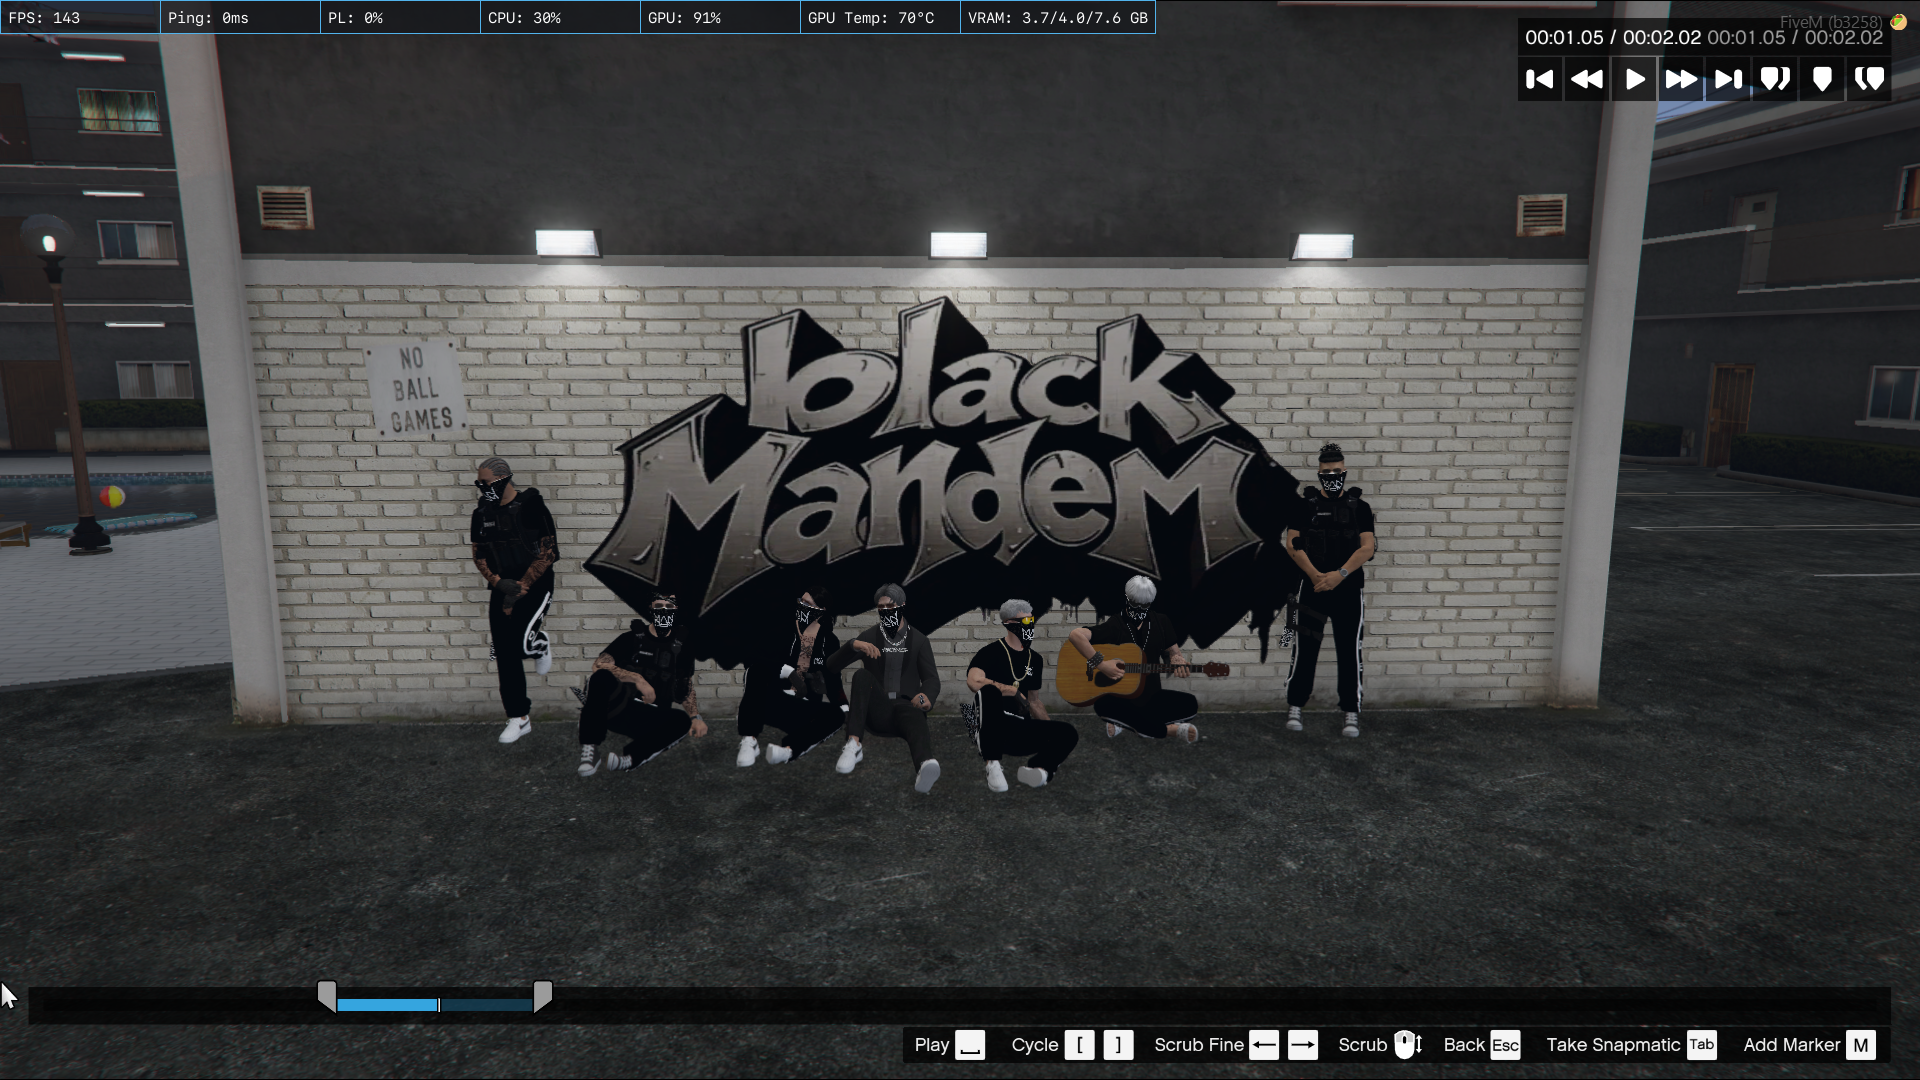 FPS: 143
Ping: 0ms
PL: 0%
CPU: 30%
GPU: 91%
GPU Temp: 70°C
VRAM: 3.7/4.0/7.6 GB
FiveM (b3258)
00:01.05 / 00:02.02 00:01.05 / 00:02.02
NO
BALL
GAMES
black
MandeM
Play
Cycle [ ]
Scrub Fine ← →
Scrub
Back Esc
Take Snapmatic Tab
Add Marker M